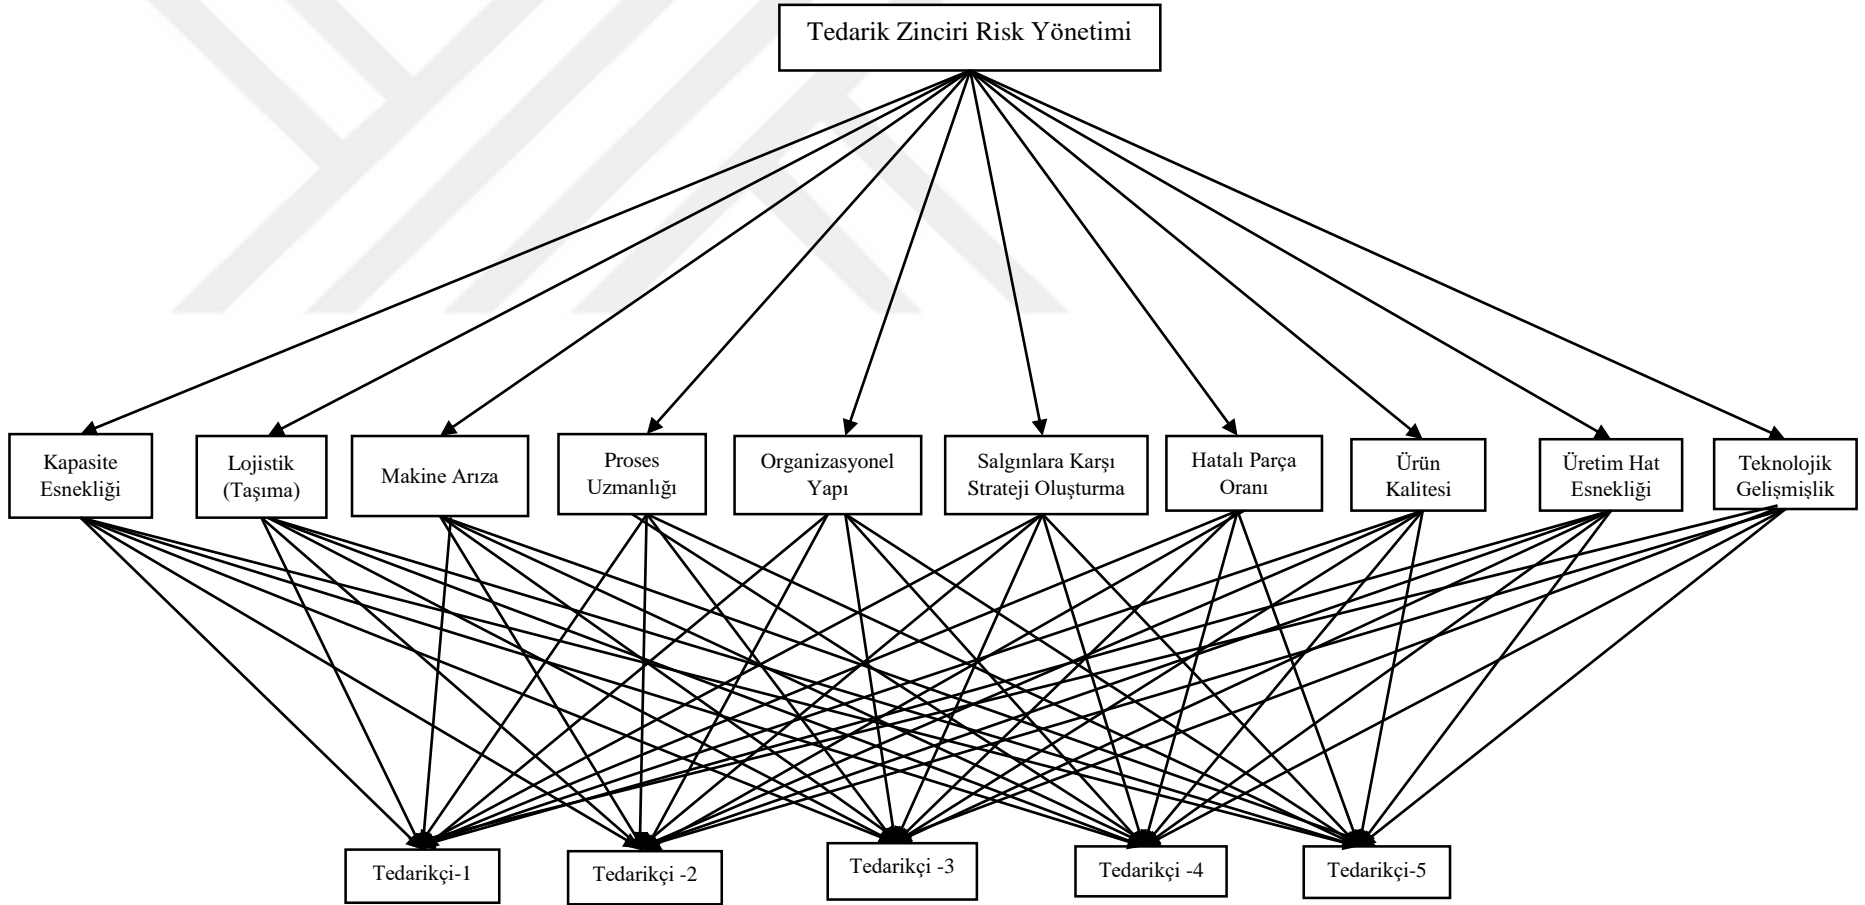 Tedarik Zinciri Risk Yönetimi
Kapasite
Esnekliği
Lojistik
(Taşıma)
Makine Arıza
Proses
Uzmanlığı
Organizasyonel
Yapı
Salgınlara Karşı
Strateji Oluşturma
Hatalı Parça
Oranı
Ürün
Kalitesi
Üretim Hat
Esnekliği
Teknolojik
Gelişmişlik
Tedarikçi-1
Tedarikçi -2
Tedarikçi -3
Tedarikçi -4
Tedarikçi-5